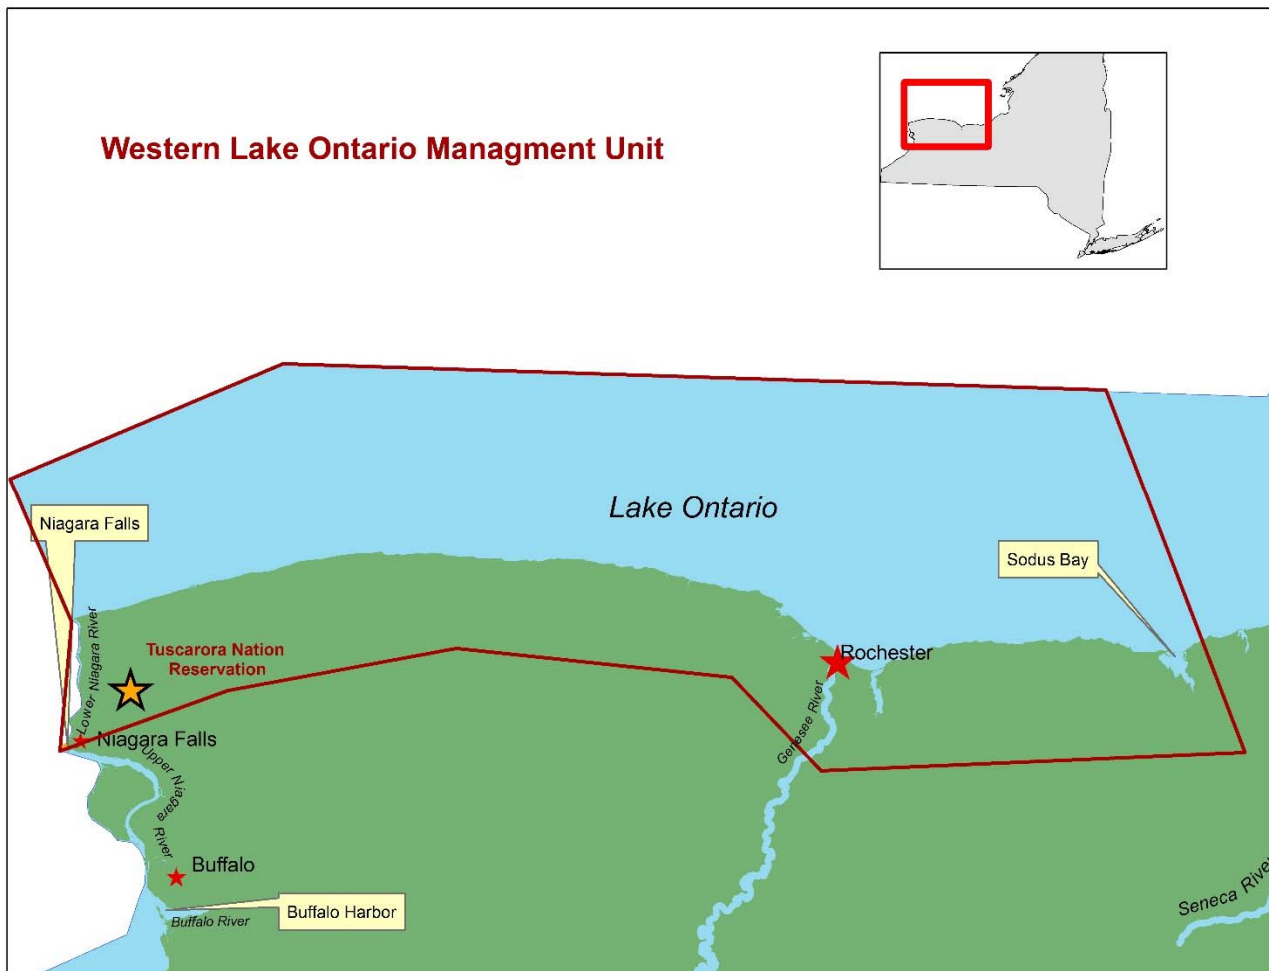 Western Lake Ontario Managment Unit
Lake Ontario
Niagara Falls
Sodus Bay
Lower Niagara River
Tuscarora Nation
Reservation
Rochester
Genesee River
Niagara Falls
Upper Niagara
River
Buffalo
Buffalo Harbor
Buffalo River
Seneca River